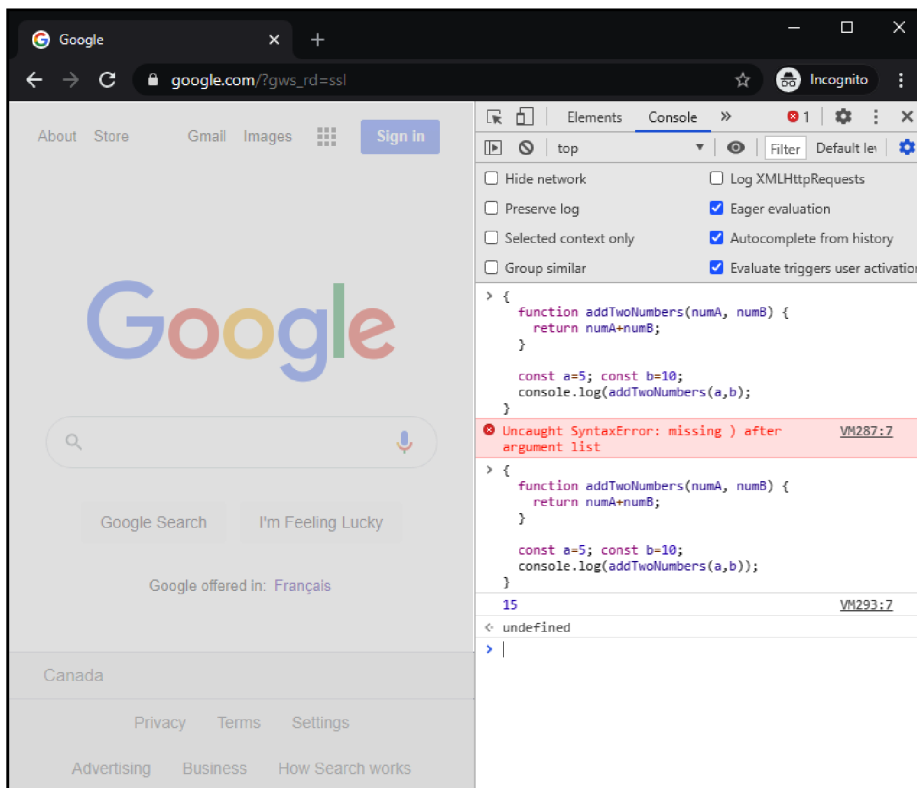 Google
google.com/?gws_rd=ssl
Incognito
About Store Gmail Images Sign in
Elements Console » 1
top Filter Default le
Hide network Log XMLHttpRequests
Preserve log Eager evaluation
Selected context only Autocomplete from history
Group similar Evaluate triggers user activation
Google
Google Search I'm Feeling Lucky
Google offered in: Français
Canada
Privacy Terms Settings
Advertising Business How Search works
> {
function addTwoNumbers(numA, numB) {
return numA+numB;
}
const a=5; const b=10;
console.log(addTwoNumbers(a,b);
}
Uncaught SyntaxError: missing ) after VM287:7
argument list
> {
function addTwoNumbers(numA, numB) {
return numA+numB;
}
const a=5; const b=10;
console.log(addTwoNumbers(a,b));
}
15 VM293:7
undefined
>